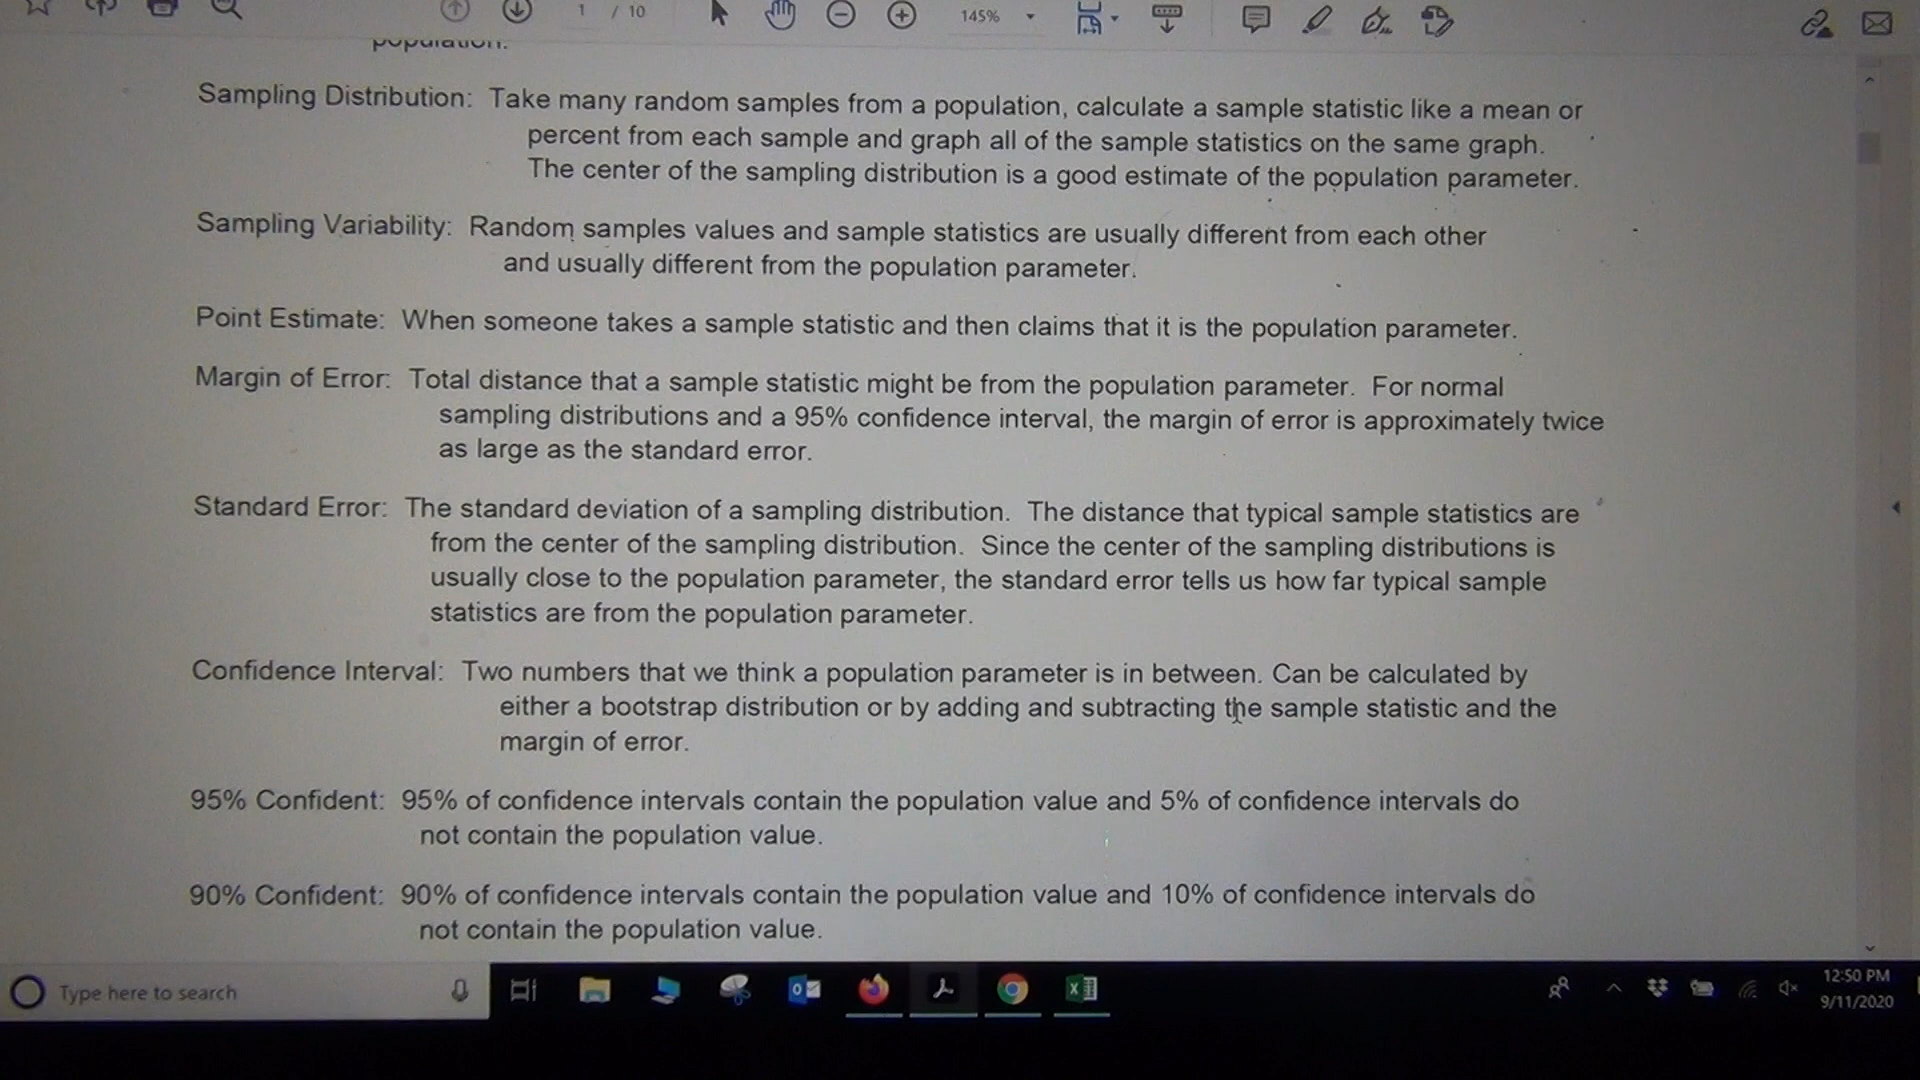 1 / 10
145%
population.
Sampling Distribution: Take many random samples from a population, calculate a sample statistic like a mean or
percent from each sample and graph all of the sample statistics on the same graph.
The center of the sampling distribution is a good estimate of the population parameter.
Sampling Variability: Random samples values and sample statistics are usually different from each other
and usually different from the population parameter.
Point Estimate: When someone takes a sample statistic and then claims that it is the population parameter.
Margin of Error: Total distance that a sample statistic might be from the population parameter. For normal
sampling distributions and a 95% confidence interval, the margin of error is approximately twice
as large as the standard error.
Standard Error: The standard deviation of a sampling distribution. The distance that typical sample statistics are
from the center of the sampling distribution. Since the center of the sampling distributions is
usually close to the population parameter, the standard error tells us how far typical sample
statistics are from the population parameter.
Confidence Interval: Two numbers that we think a population parameter is in between. Can be calculated by
either a bootstrap distribution or by adding and subtracting the sample statistic and the
margin of error.
95% Confident: 95% of confidence intervals contain the population value and 5% of confidence intervals do
not contain the population value.
90% Confident: 90% of confidence intervals contain the population value and 10% of confidence intervals do
not contain the population value.
Type here to search
12:50 PM
9/11/2020